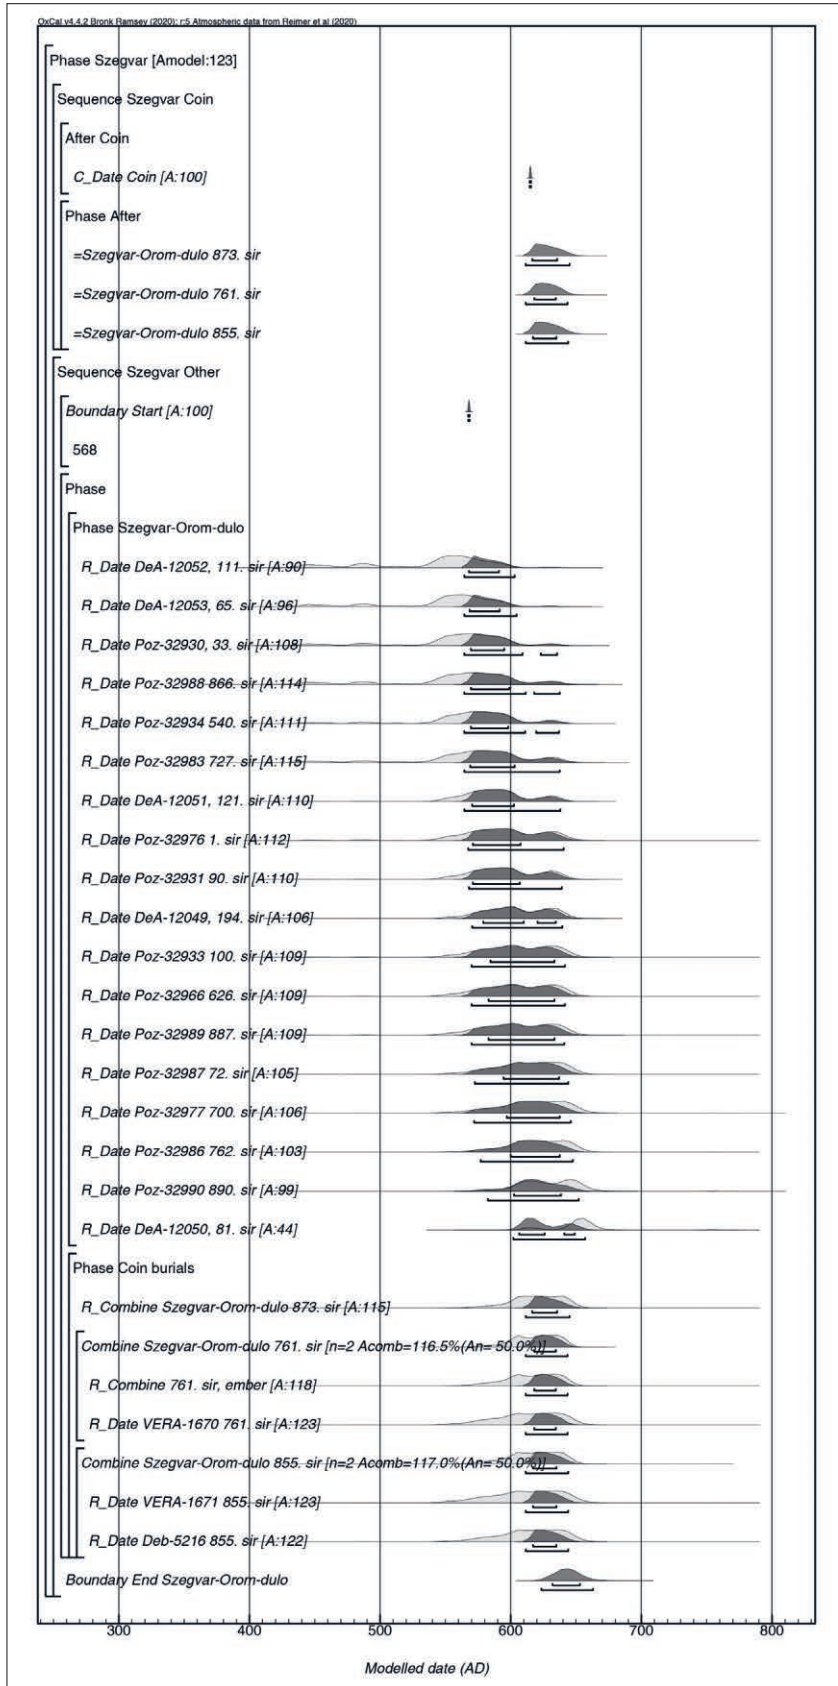 OxCal v4.4.2 Bronk Ramsey (2020); r:5 Atmospheric data from Reimer et al (2020)
Phase Szegvar [Amodel:123]
Sequence Szegvar Coin
After Coin
C_Date Coin [A:100]
Phase After
=Szegvar-Orom-dulo 873. sir
=Szegvar-Orom-dulo 761. sir
=Szegvar-Orom-dulo 855. sir
Sequence Szegvar Other
Boundary Start [A:100]
568
Phase
Phase Szegvar-Orom-dulo
R_Date DeA-12052, 111. sir [A:90]
R_Date DeA-12053, 65. sir [A:96]
R_Date Poz-32930, 33. sir [A:108]
R_Date Poz-32988 866. sir [A:114]
R_Date Poz-32934 540. sir [A:111]
R_Date Poz-32983 727. sir [A:115]
R_Date DeA-12051, 121. sir [A:110]
R_Date Poz-32976 1. sir [A:112]
R_Date Poz-32931 90. sir [A:110]
R_Date DeA-12049, 194. sir [A:106]
R_Date Poz-32933 100. sir [A:109]
R_Date Poz-32966 626. sir [A:109]
R_Date Poz-32989 887. sir [A:109]
R_Date Poz-32987 72. sir [A:105]
R_Date Poz-32977 700. sir [A:106]
R_Date Poz-32986 762. sir [A:103]
R_Date Poz-32990 890. sir [A:99]
R_Date DeA-12050, 81. sir [A:44]
Phase Coin burials
R_Combine Szegvar-Orom-dulo 873. sir [A:115]
Combine Szegvar-Orom-dulo 761. sir [n=2 Acomb=116.5%(An= 50.0%)]
R_Combine 761. sir, ember [A:118]
R_Date VERA-1670 761. sir [A:123]
Combine Szegvar-Orom-dulo 855. sir [n=2 Acomb=117.0%(An= 50.0%)]
R_Date VERA-1671 855. sir [A:123]
R_Date Deb-5216 855. sir [A:122]
Boundary End Szegvar-Orom-dulo
300 400 500 600 700 800
Modelled date (AD)